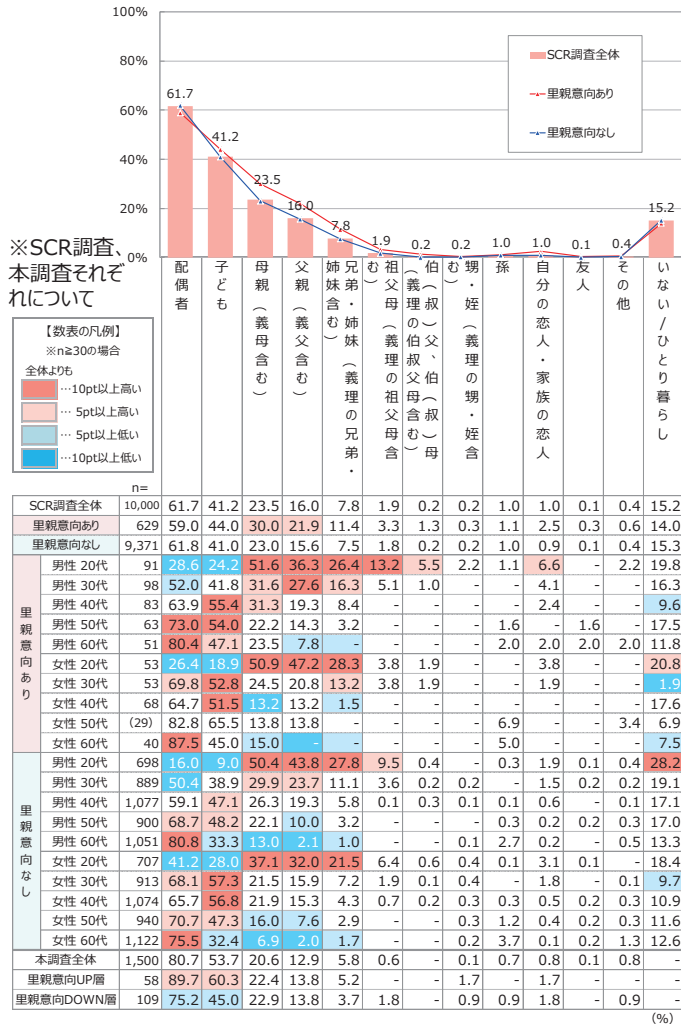 100%
80%
60%
40%
20%
0%
SCR調査全体
里親意向あり
里親意向なし
61.7
41.2
23.5
16.0
7.8
1.9
0.2
0.2
1.0
1.0
0.1
0.4
15.2
※SCR調査、
本調査それぞ
れについて
【数表の凡例】
※n≧30の場合
全体よりも
…10pt以上高い
… 5pt以上高い
… 5pt以上低い
…10pt以上低い
配偶者
子ども
母親(義母含む)
父親(義父含む)
兄弟・姉妹(義理の兄弟・
姉妹含む)
祖父母(義理の祖父母含
む)
伯(叔)父、伯(叔)母
(義理の伯叔父母含む)
甥・姪(義理の甥・姪含
む)
孫
自分の恋人・家族の恋人
友人
その他
いない/ひとり暮らし
n=
SCR調査全体 10,000 61.7 41.2 23.5 16.0 7.8 1.9 0.2 0.2 1.0 1.0 0.1 0.4 15.2
里親意向あり 629 59.0 44.0 30.0 21.9 11.4 3.3 1.3 0.3 1.1 2.5 0.3 0.6 14.0
里親意向なし 9,371 61.8 41.0 23.0 15.6 7.5 1.8 0.2 0.2 1.0 0.9 0.1 0.4 15.3
里親意向あり
男性 20代 91 28.6 24.2 51.6 36.3 26.4 13.2 5.5 2.2 1.1 6.6 - 2.2 19.8
男性 30代 98 52.0 41.8 31.6 27.6 16.3 5.1 1.0 - - 4.1 - - 16.3
男性 40代 83 63.9 55.4 31.3 19.3 8.4 - - - - 2.4 - - 9.6
男性 50代 63 73.0 54.0 22.2 14.3 3.2 - - - 1.6 - 1.6 - 17.5
男性 60代 51 80.4 47.1 23.5 7.8 - - - - 2.0 2.0 2.0 2.0 11.8
女性 20代 53 26.4 18.9 50.9 47.2 28.3 3.8 1.9 - - 3.8 - - 20.8
女性 30代 53 69.8 52.8 24.5 20.8 13.2 3.8 1.9 - - 1.9 - - 1.9
女性 40代 68 64.7 51.5 13.2 13.2 1.5 - - - - - - - 17.6
女性 50代 (29) 82.8 65.5 13.8 13.8 - - - - 6.9 - - 3.4 6.9
女性 60代 40 87.5 45.0 15.0 - - - - - 5.0 - - - 7.5
里親意向なし
男性 20代 698 16.0 9.0 50.4 43.8 27.8 9.5 0.4 - 0.3 1.9 0.1 0.4 28.2
男性 30代 889 50.4 38.9 29.9 23.7 11.1 3.6 0.2 0.2 - 1.5 0.2 0.2 19.1
男性 40代 1,077 59.1 47.1 26.3 19.3 5.8 0.1 0.3 0.1 0.1 0.6 - 0.1 17.1
男性 50代 900 68.7 48.2 22.1 10.0 3.2 - - - 0.3 0.2 0.2 0.3 17.0
男性 60代 1,051 80.8 33.3 13.0 2.1 1.0 - - 0.1 2.7 0.2 - 0.5 13.3
女性 20代 707 41.2 28.0 37.1 32.0 21.5 6.4 0.6 0.4 0.1 3.1 0.1 - 18.4
女性 30代 913 68.1 57.3 21.5 15.9 7.2 1.9 0.1 0.4 - 1.8 - 0.1 9.7
女性 40代 1,074 65.7 56.8 21.9 15.3 4.3 0.7 0.2 0.3 0.3 0.5 0.2 0.3 10.9
女性 50代 940 70.7 47.3 16.0 7.6 2.9 - - 0.3 1.2 0.4 0.2 0.3 11.6
女性 60代 1,122 75.5 32.4 6.9 2.0 1.7 - - 0.2 3.7 0.1 0.2 1.3 12.6
本調査全体 1,500 80.7 53.7 20.6 12.9 5.8 0.6 - 0.1 0.7 0.8 0.1 0.8 -
里親意向UP層 58 89.7 60.3 22.4 13.8 5.2 - - 1.7 - 1.7 - - -
里親意向DOWN層 109 75.2 45.0 22.9 13.8 3.7 1.8 - 0.9 0.9 1.8 - 0.9 -
(%)